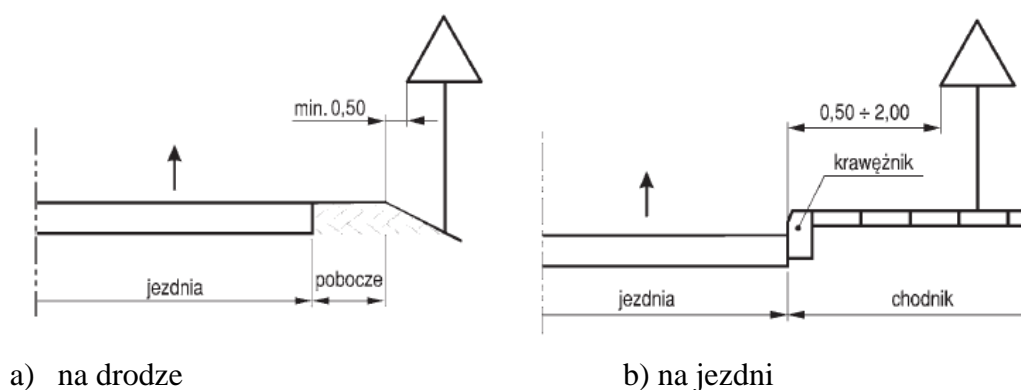 min. 0,50
jezdnia
pobocze
0,50 ÷ 2,00
krawężnik
jezdnia
chodnik
a) na drodze
b) na jezdni